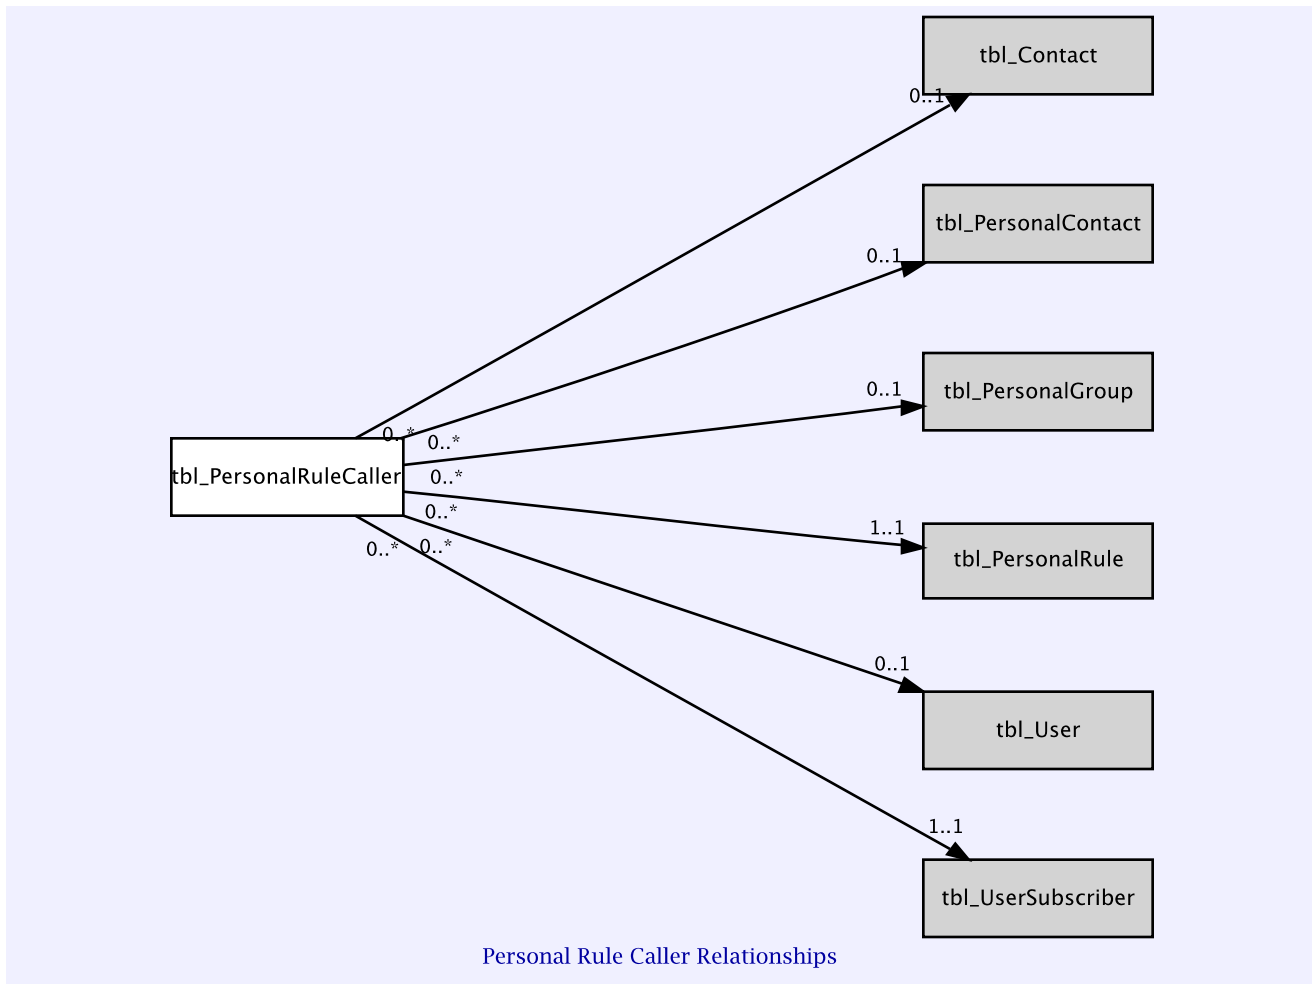 tbl_Contact
0..1
tbl_PersonalContact
0..1
tbl_PersonalGroup
0..1
0..*
0..*
tbl_PersonalRuleCaller
0..*
0..*
1..1
0..*
0..*
tbl_PersonalRule
0..1
tbl_User
1..1
tbl_UserSubscriber
Personal Rule Caller Relationships